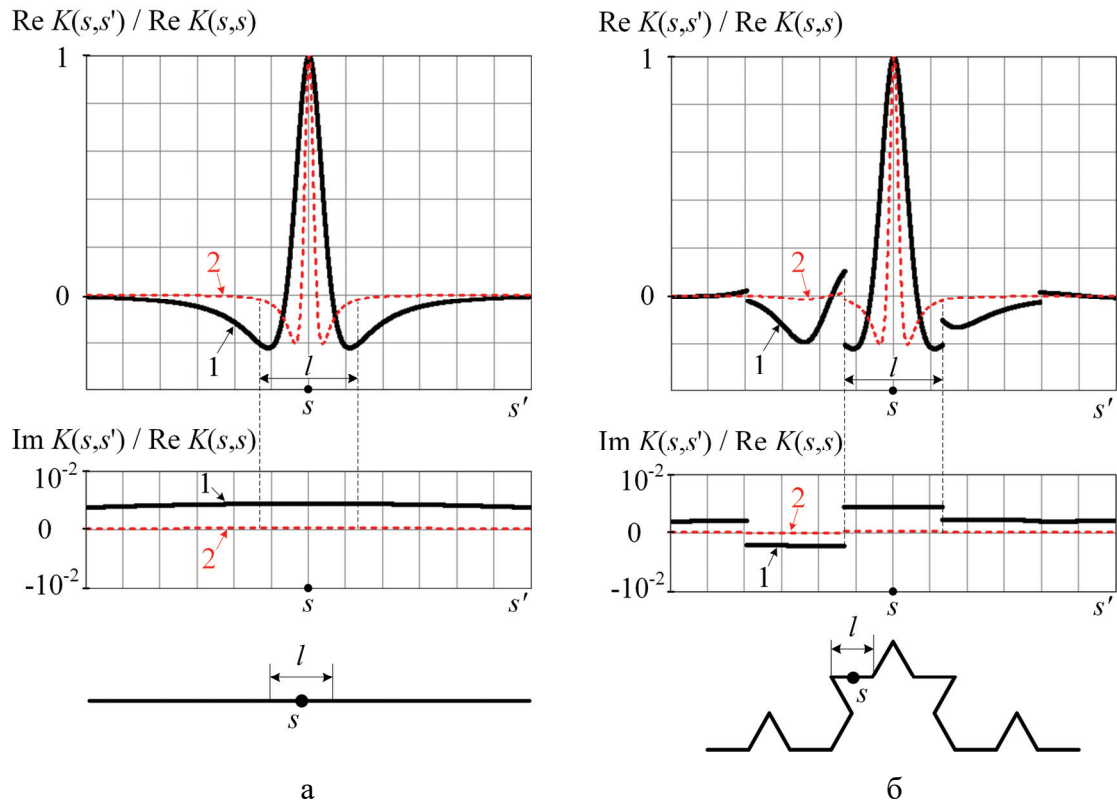 Re K(s,s') / Re K(s,s)
1
0
2
1
l
s
s'
Im K(s,s') / Re K(s,s)
10⁻²
0
-10⁻²
1
2
s
s'
l
s
а
Re K(s,s') / Re K(s,s)
1
0
2
1
l
s
s'
Im K(s,s') / Re K(s,s)
10⁻²
0
-10⁻²
2
1
s
s'
l
s
б